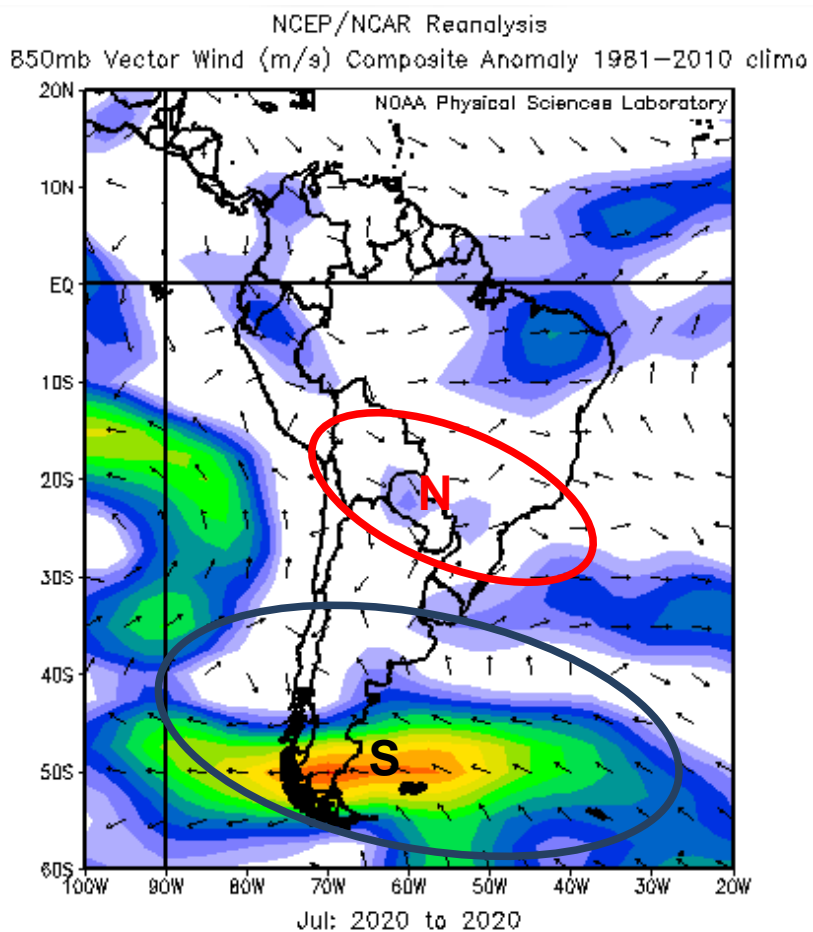 NCEP/NCAR Reanalysis
850mb Vector Wind (m/s) Composite Anomaly 1981–2010 climo
NOAA Physical Sciences Laboratory
20N
10N
EQ
10S
20S
30S
40S
50S
60S
N
S
100W 90W 80W 70W 60W 50W 40W 30W 20W
Jul: 2020 to 2020